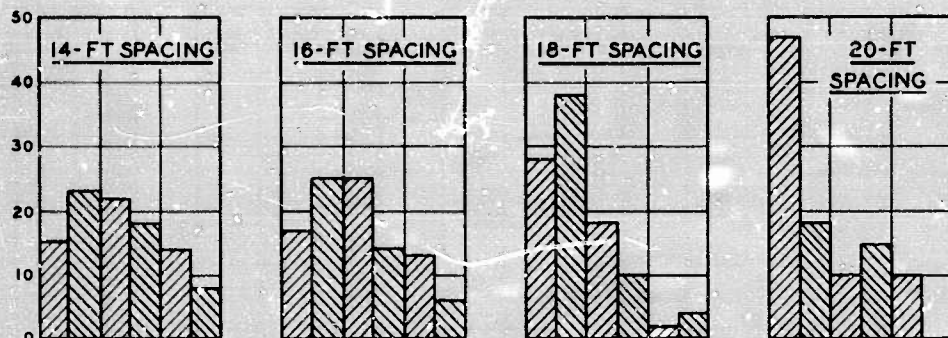 50
40
30
20
10
0
14-FT SPACING
16-FT SPACING
18-FT SPACING
20-FT
SPACING